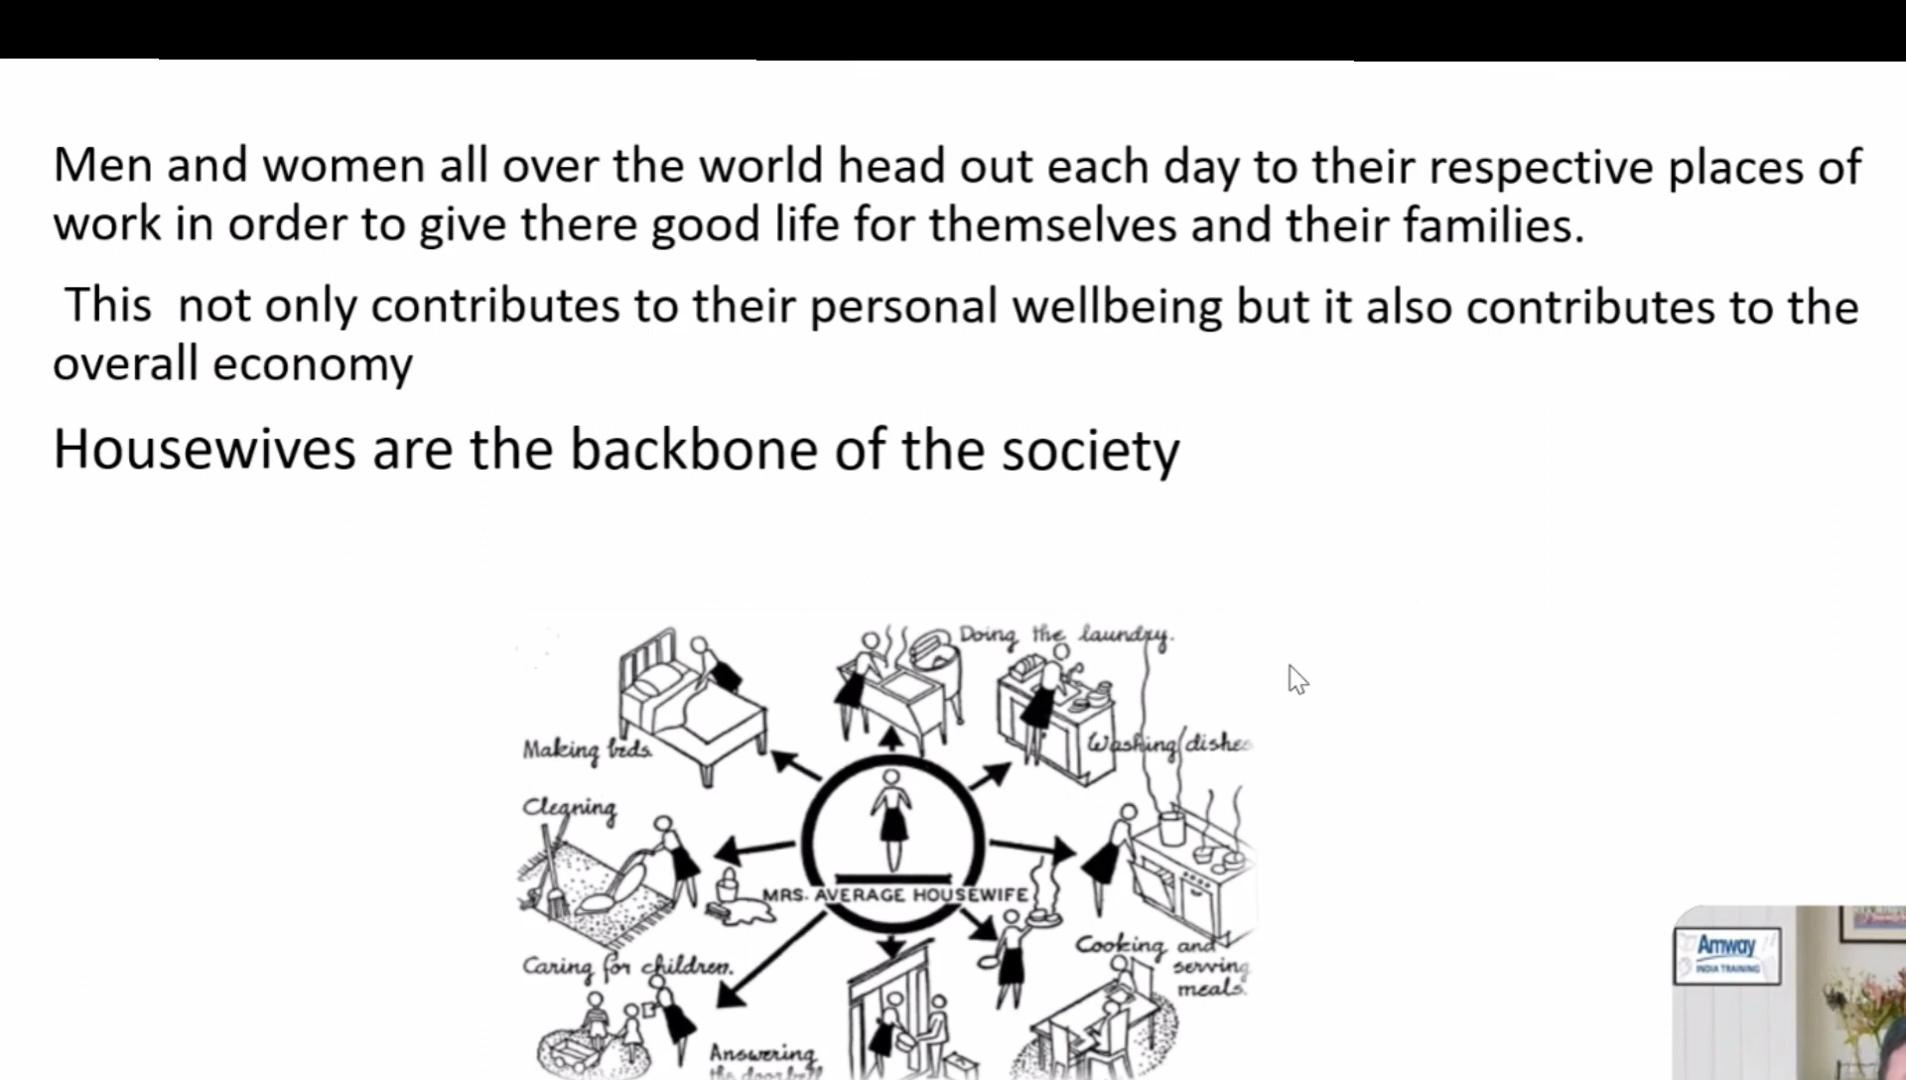 Men and women all over the world head out each day to their respective places of
work in order to give there good life for themselves and their families.
This not only contributes to their personal wellbeing but it also contributes to the
overall economy
Housewives are the backbone of the society
Doing the laundry.
Making beds.
Washing dishes
Cleaning
MRS. AVERAGE HOUSEWIFE
Cooking and
serving
meals.
Caring for children.
Answering
the doorbell
Amway
INDIA TRAINING